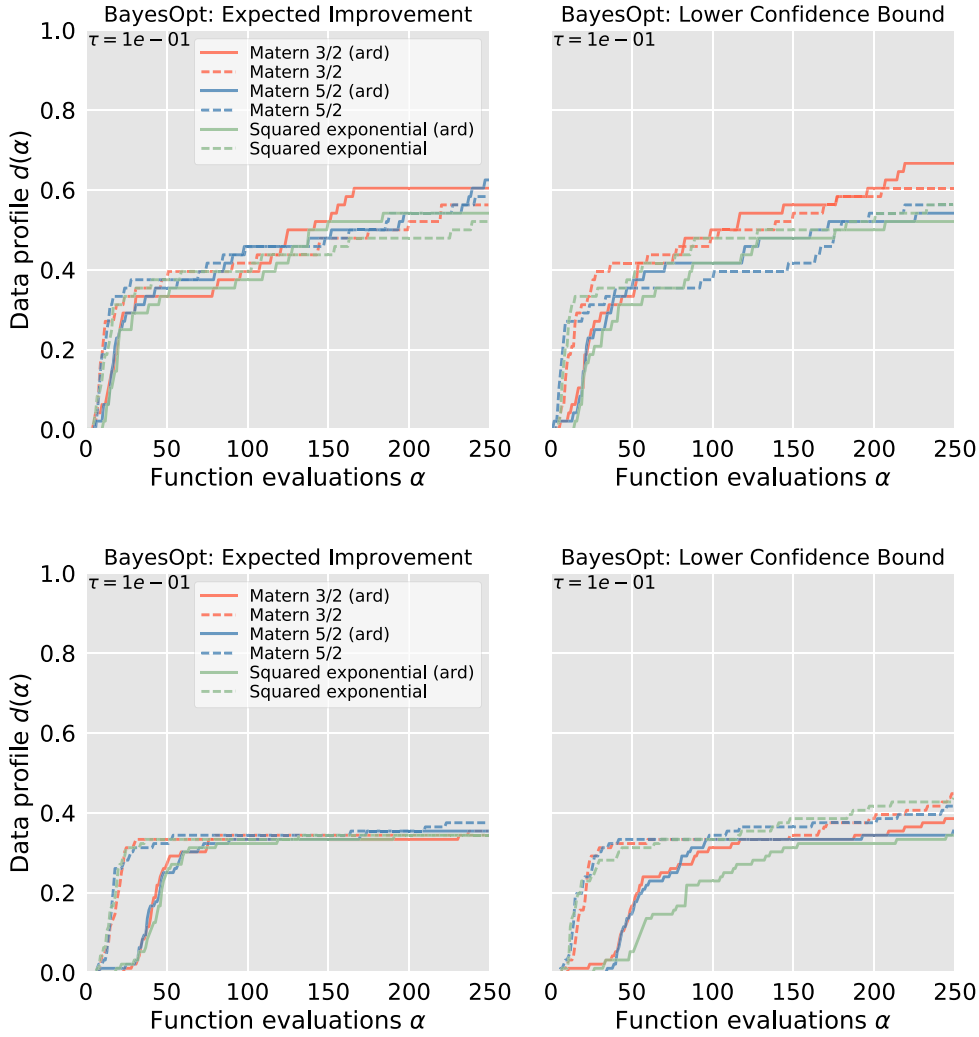 BayesOpt: Expected Improvement
BayesOpt: Lower Confidence Bound
1.0
0.8
0.6
0.4
0.2
0.0
Data profile d(α)
τ = 1e − 01
Matern 3/2 (ard)
Matern 3/2
Matern 5/2 (ard)
Matern 5/2
Squared exponential (ard)
Squared exponential
τ = 1e − 01
0 50 100 150 200 250
0 50 100 150 200 250
Function evaluations α
Function evaluations α
BayesOpt: Expected Improvement
BayesOpt: Lower Confidence Bound
1.0
0.8
0.6
0.4
0.2
0.0
Data profile d(α)
τ = 1e − 01
Matern 3/2 (ard)
Matern 3/2
Matern 5/2 (ard)
Matern 5/2
Squared exponential (ard)
Squared exponential
τ = 1e − 01
0 50 100 150 200 250
0 50 100 150 200 250
Function evaluations α
Function evaluations α